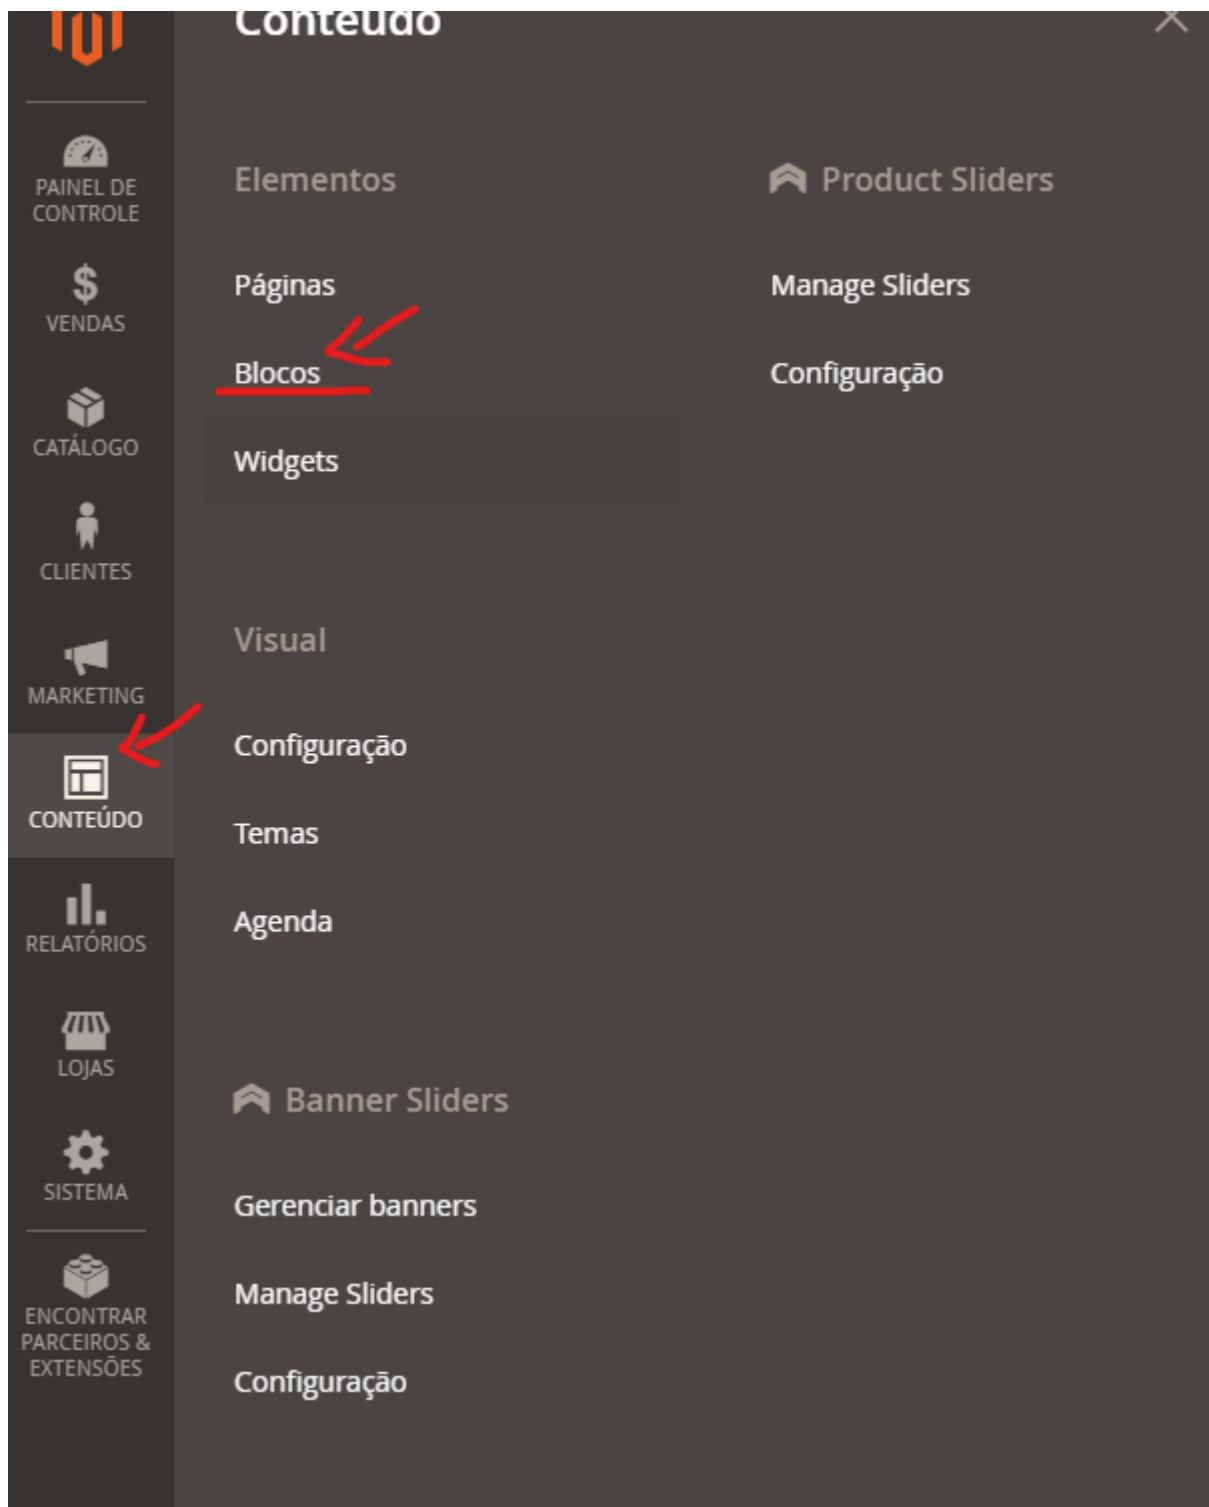 Conteúdo
PAINEL DE
CONTROLE
VENDAS
CATÁLOGO
CLIENTES
MARKETING
CONTEÚDO
RELATÓRIOS
LOJAS
SISTEMA
ENCONTRAR
PARCEIROS &
EXTENSÕES
Elementos
Páginas
Blocos
Widgets
Visual
Configuração
Temas
Agenda
Banner Sliders
Gerenciar banners
Manage Sliders
Configuração
Product Sliders
Manage Sliders
Configuração